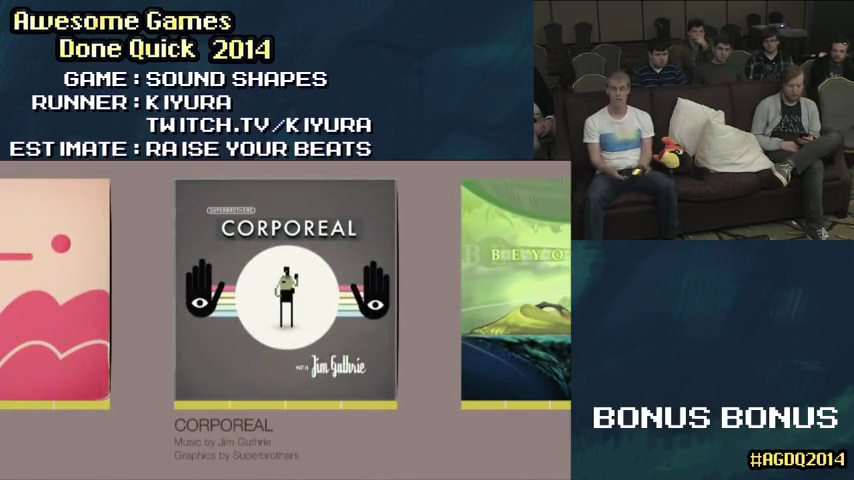 Awesome Games
Done Quick 2014
GAME : SOUND SHAPES
RUNNER : KIYURA
TWITCH.TV/KIYURA
ESTIMATE : RAISE YOUR BEATS
SUPERBROTHERS
CORPOREAL
WITH Jim Guthrie
BEYO
CORPOREAL
Music by Jim Guthrie
Graphics by Superbrothers
BONUS BONUS
#AGDQ2014